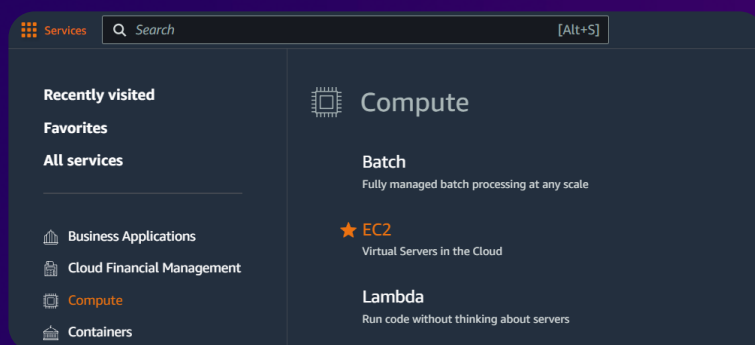 Services
Search [Alt+S]
Recently visited
Favorites
All services
Business Applications
Cloud Financial Management
Compute
Containers
Compute
Batch
Fully managed batch processing at any scale
EC2
Virtual Servers in the Cloud
Lambda
Run code without thinking about servers